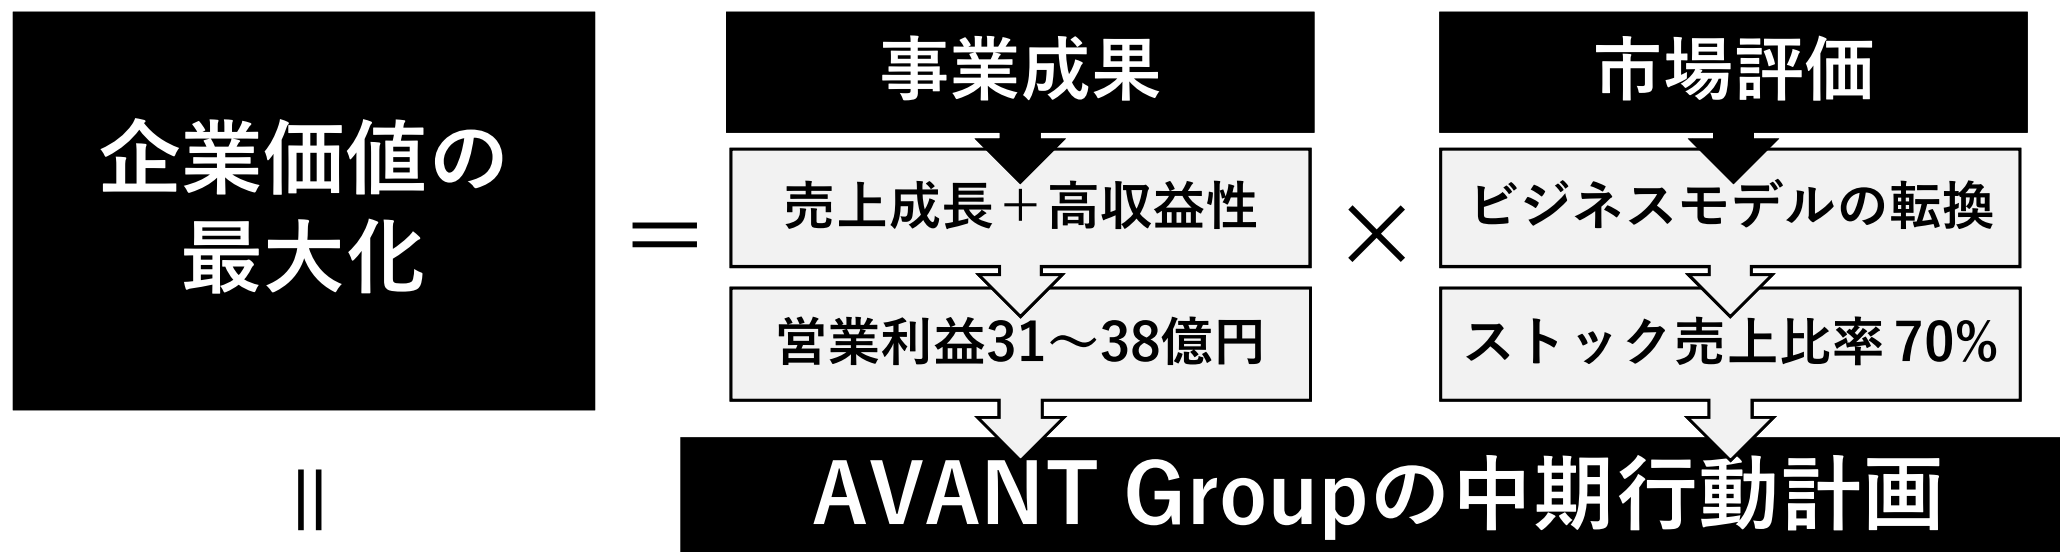 企業価値の
最大化
＝
事業成果
売上成長＋高収益性
営業利益31～38億円
×
市場評価
ビジネスモデルの転換
ストック売上比率70%
＝
AVANT Groupの中期行動計画